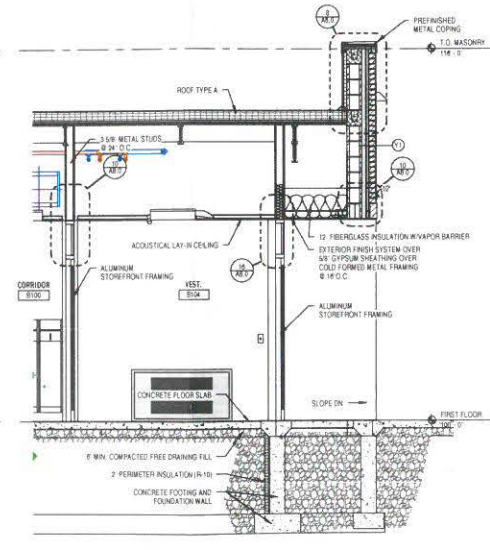 8
A8.0
PREFINISHED
METAL COPING
T.O. MASONRY
116 - 0
ROOF TYPE A
3 5/8 METAL STUDS
@ 24" O.C.
10
A8.0
Y1
10
A8.0
12 FIBERGLASS INSULATION W/VAPOR BARRIER
ACOUSTICAL LAY-IN CEILING
EXTERIOR FINISH SYSTEM OVER
5/8 GYPSUM SHEATHING OVER
COLD FORMED METAL FRAMING
@ 16" O.C.
16
A8.0
ALUMINUM
STOREFRONT FRAMING
CORRIDOR
B100
VEST.
B104
ALUMINUM
STOREFRONT FRAMING
CONCRETE FLOOR SLAB
SLOPE DN
FIRST FLOOR
100 - 0
6" MIN. COMPACTED FREE DRAINING FILL
2" PERIMETER INSULATION (R-10)
CONCRETE FOOTING AND
FOUNDATION WALL